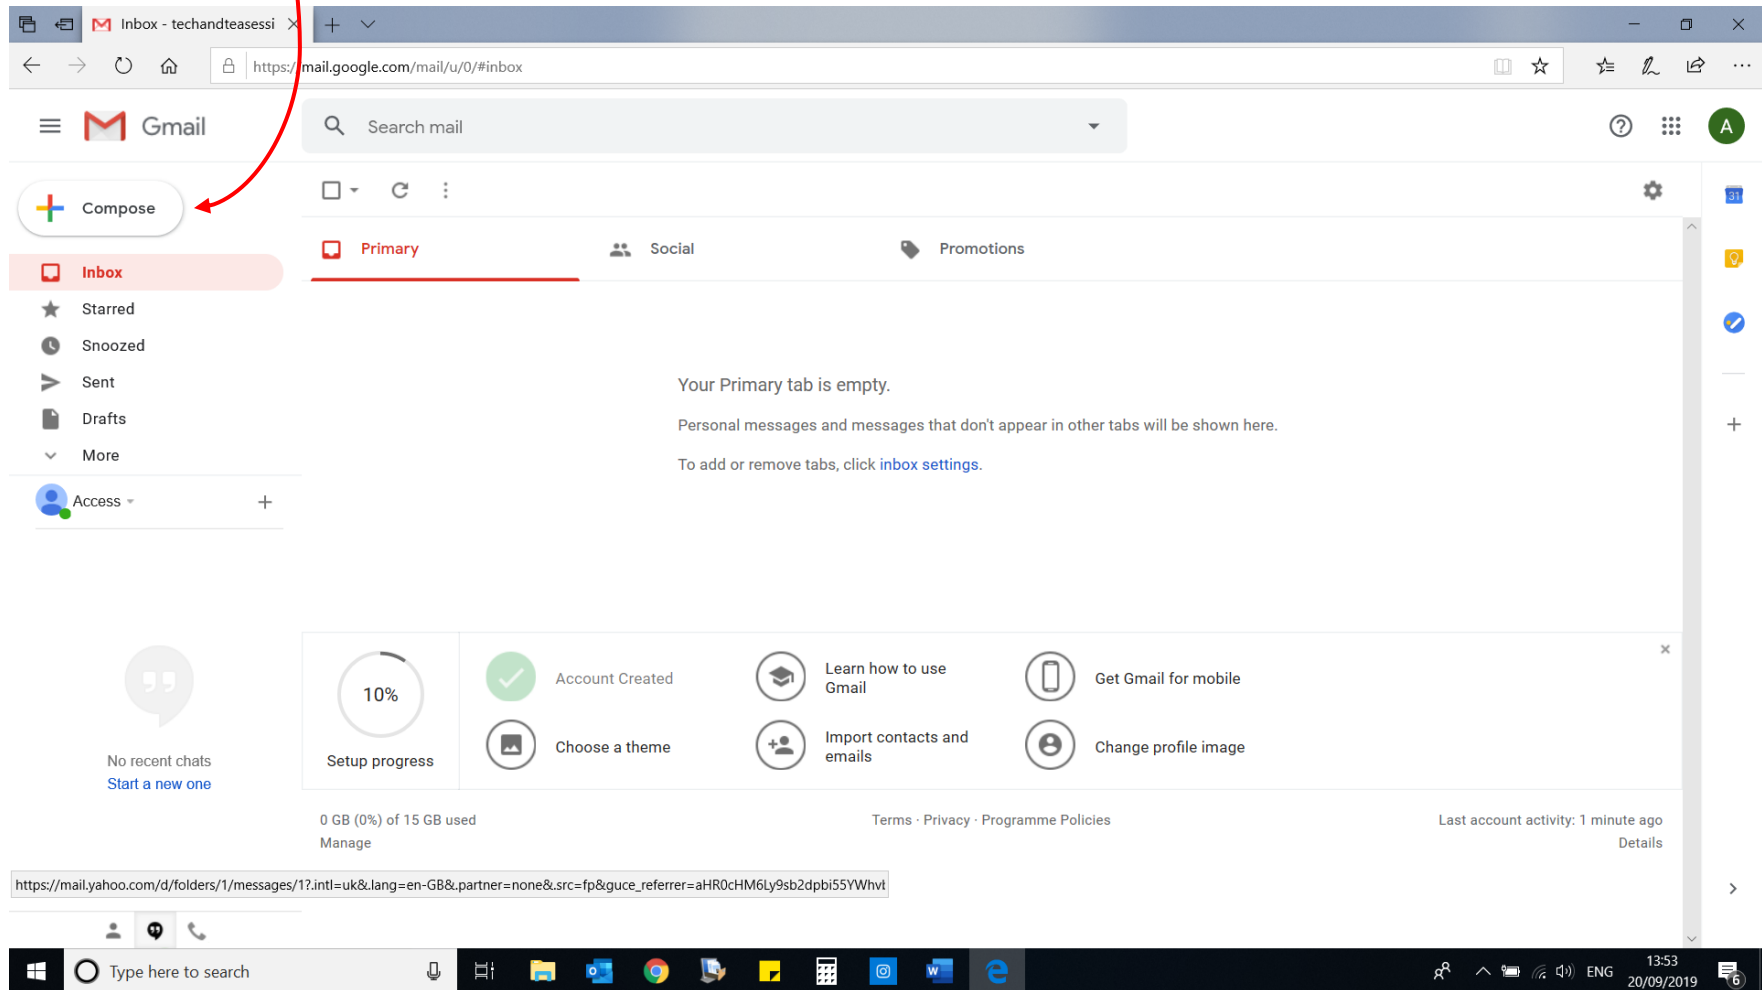 Inbox - techandteasessi
https://mail.google.com/mail/u/0/#inbox
Gmail
Search mail
A
Compose
31
Primary
Social
Promotions
Inbox
Starred
Snoozed
Sent
Drafts
More
Your Primary tab is empty.
Personal messages and messages that don't appear in other tabs will be shown here.
To add or remove tabs, click inbox settings.
Access
10%
Setup progress
Account Created
Learn how to use
Gmail
Get Gmail for mobile
Choose a theme
Import contacts and
emails
Change profile image
No recent chats
Start a new one
0 GB (0%) of 15 GB used
Manage
Terms · Privacy · Programme Policies
Last account activity: 1 minute ago
Details
https://mail.yahoo.com/d/folders/1/messages/1?.intl=uk&.lang=en-GB&.partner=none&.src=fp&guce_referrer=aHR0cHM6Ly9sb2dpbi55YWhvb
Type here to search
ENG
13:53
20/09/2019
6